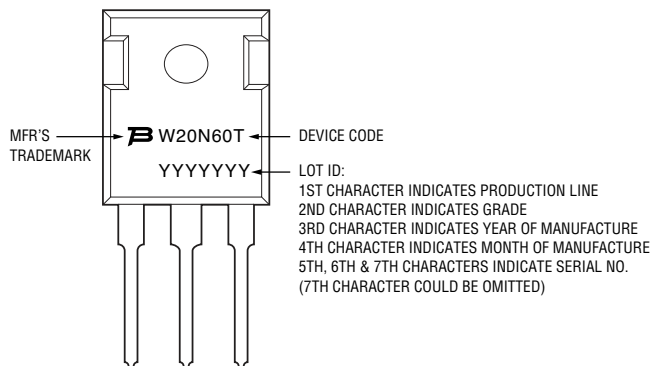 MFR'S
TRADEMARK
W20N60T
DEVICE CODE
YYYYYYY
LOT ID:
1ST CHARACTER INDICATES PRODUCTION LINE
2ND CHARACTER INDICATES GRADE
3RD CHARACTER INDICATES YEAR OF MANUFACTURE
4TH CHARACTER INDICATES MONTH OF MANUFACTURE
5TH, 6TH & 7TH CHARACTERS INDICATE SERIAL NO.
(7TH CHARACTER COULD BE OMITTED)